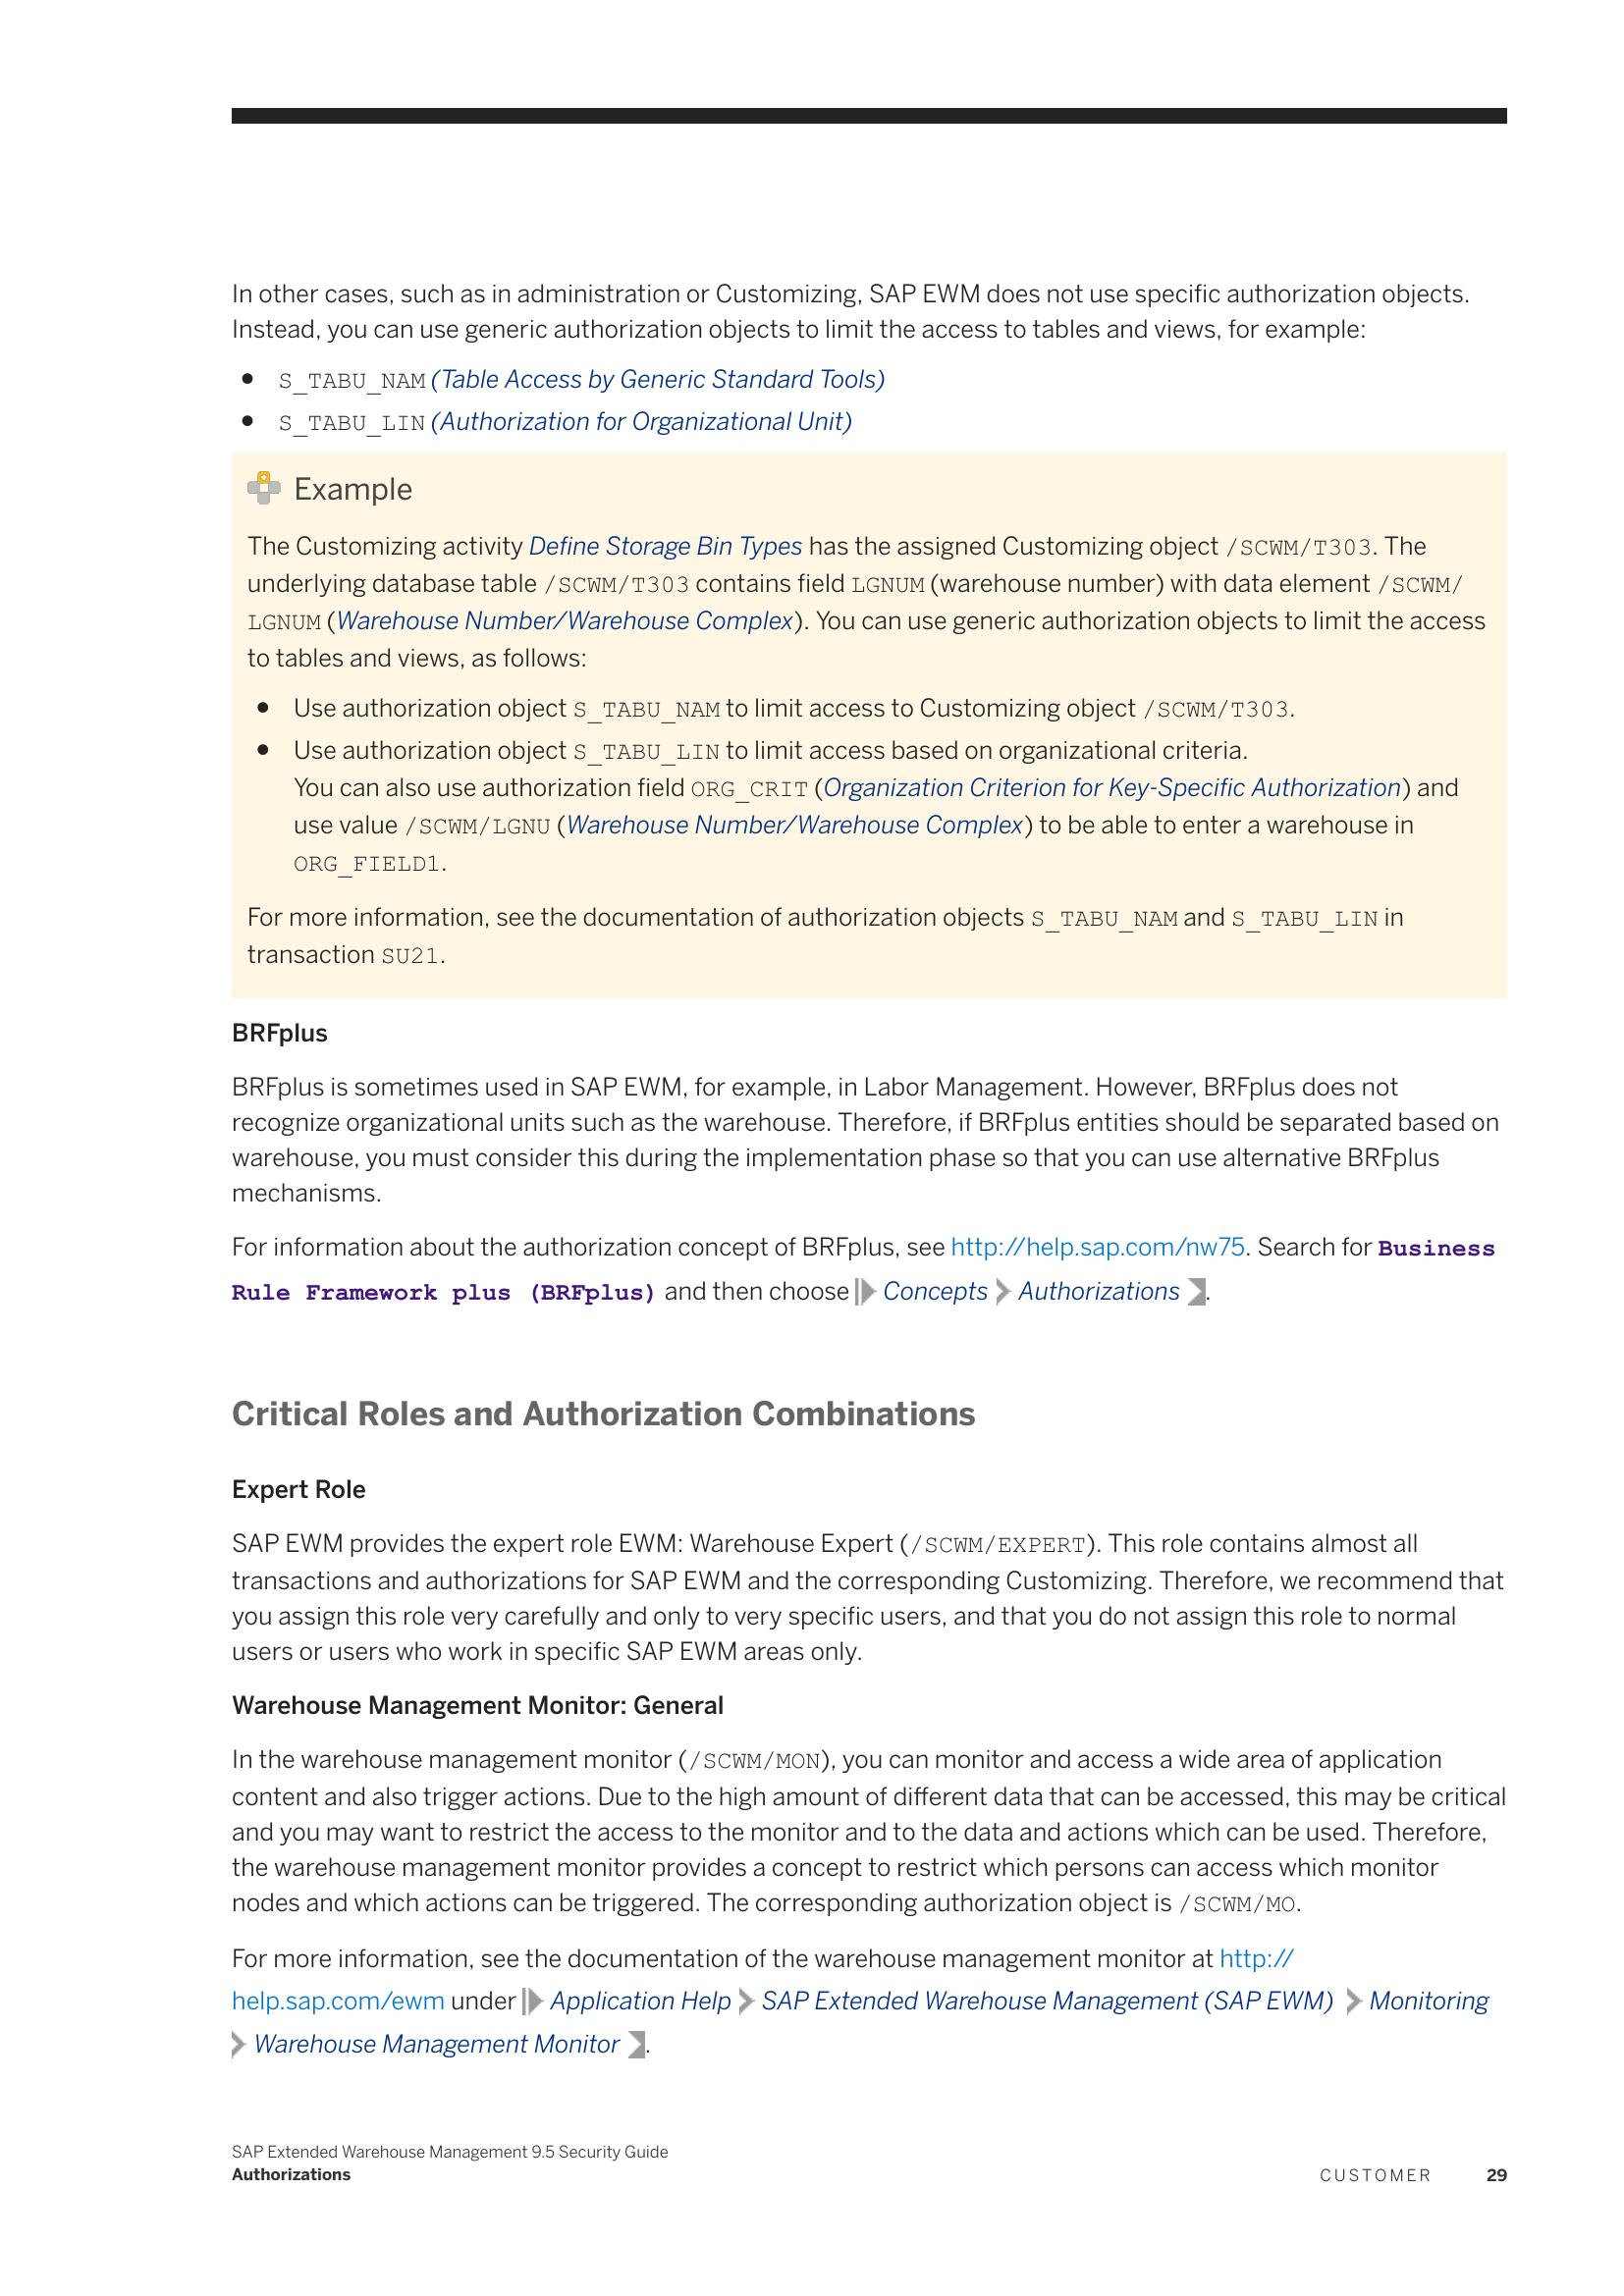 In other cases, such as in administration or Customizing, SAP EWM does not use specific authorization objects.
Instead, you can use generic authorization objects to limit the access to tables and views, for example:
● S_TABU_NAM (Table Access by Generic Standard Tools)
● S_TABU_LIN (Authorization for Organizational Unit)
Example
The Customizing activity Define Storage Bin Types has the assigned Customizing object /SCWM/T303. The
underlying database table /SCWM/T303 contains field LGNUM (warehouse number) with data element /SCWM/
LGNUM (Warehouse Number/Warehouse Complex). You can use generic authorization objects to limit the access
to tables and views, as follows:
● Use authorization object S_TABU_NAM to limit access to Customizing object /SCWM/T303.
● Use authorization object S_TABU_LIN to limit access based on organizational criteria.
You can also use authorization field ORG_CRIT (Organization Criterion for Key-Specific Authorization) and
use value /SCWM/LGNU (Warehouse Number/Warehouse Complex) to be able to enter a warehouse in
ORG_FIELD1.
For more information, see the documentation of authorization objects S_TABU_NAM and S_TABU_LIN in
transaction SU21.
BRFplus
BRFplus is sometimes used in SAP EWM, for example, in Labor Management. However, BRFplus does not
recognize organizational units such as the warehouse. Therefore, if BRFplus entities should be separated based on
warehouse, you must consider this during the implementation phase so that you can use alternative BRFplus
mechanisms.
For information about the authorization concept of BRFplus, see http://help.sap.com/nw75. Search for Business
Rule Framework plus (BRFplus) and then choose Concepts Authorizations .
Critical Roles and Authorization Combinations
Expert Role
SAP EWM provides the expert role EWM: Warehouse Expert (/SCWM/EXPERT). This role contains almost all
transactions and authorizations for SAP EWM and the corresponding Customizing. Therefore, we recommend that
you assign this role very carefully and only to very specific users, and that you do not assign this role to normal
users or users who work in specific SAP EWM areas only.
Warehouse Management Monitor: General
In the warehouse management monitor (/SCWM/MON), you can monitor and access a wide area of application
content and also trigger actions. Due to the high amount of different data that can be accessed, this may be critical
and you may want to restrict the access to the monitor and to the data and actions which can be used. Therefore,
the warehouse management monitor provides a concept to restrict which persons can access which monitor
nodes and which actions can be triggered. The corresponding authorization object is /SCWM/MO.
For more information, see the documentation of the warehouse management monitor at http://
help.sap.com/ewm under Application Help SAP Extended Warehouse Management (SAP EWM) Monitoring
Warehouse Management Monitor .
SAP Extended Warehouse Management 9.5 Security Guide
Authorizations
CUSTOMER 29